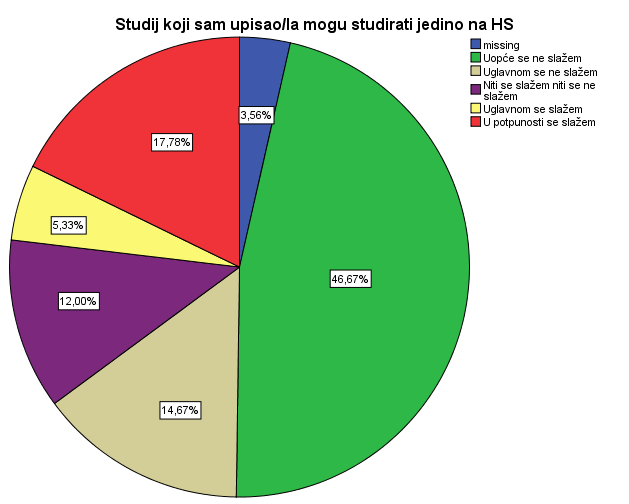 Studij koji sam upisao/la mogu studirati jedino na HS
missing
Uopće se ne slažem
Uglavnom se ne slažem
Niti se slažem niti se ne
slažem
Uglavnom se slažem
U potpunosti se slažem
3,56%
17,78%
5,33%
46,67%
12,00%
14,67%